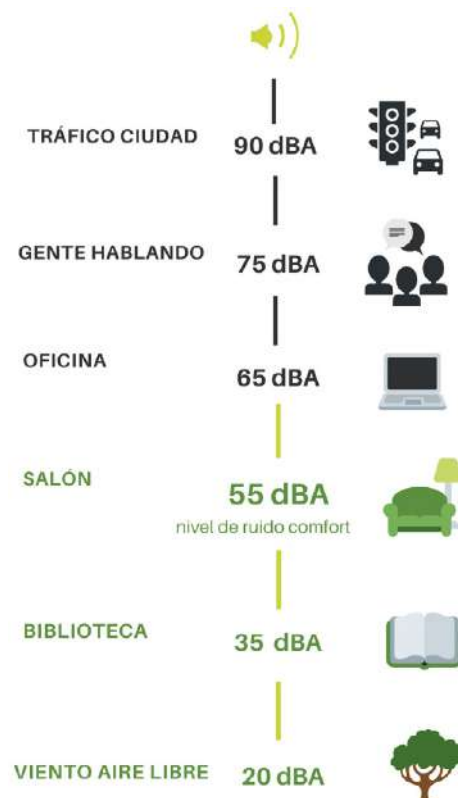 TRÁFICO CIUDAD 90 dBA
GENTE HABLANDO 75 dBA
OFICINA 65 dBA
SALÓN 55 dBA
nivel de ruido comfort
BIBLIOTECA 35 dBA
VIENTO AIRE LIBRE 20 dBA